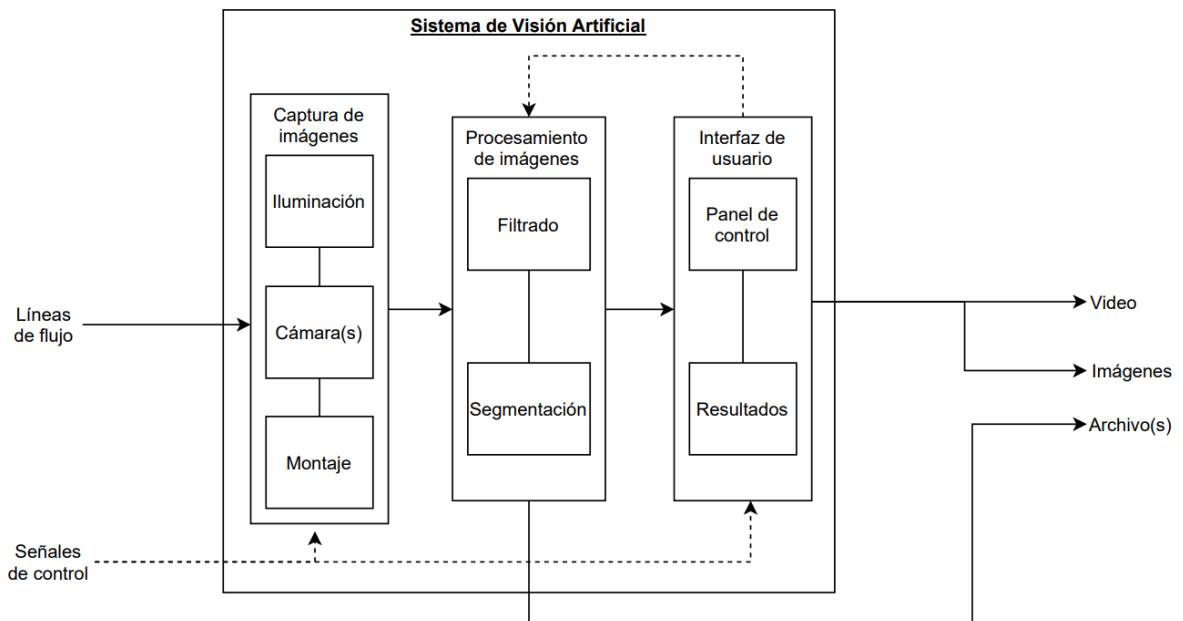 Sistema de Visión Artificial
Captura de
imágenes
Iluminación
Cámara(s)
Montaje
Procesamiento
de imágenes
Filtrado
Segmentación
Interfaz de
usuario
Panel de
control
Resultados
Líneas
de flujo
Señales
de control
Video
Imágenes
Archivo(s)